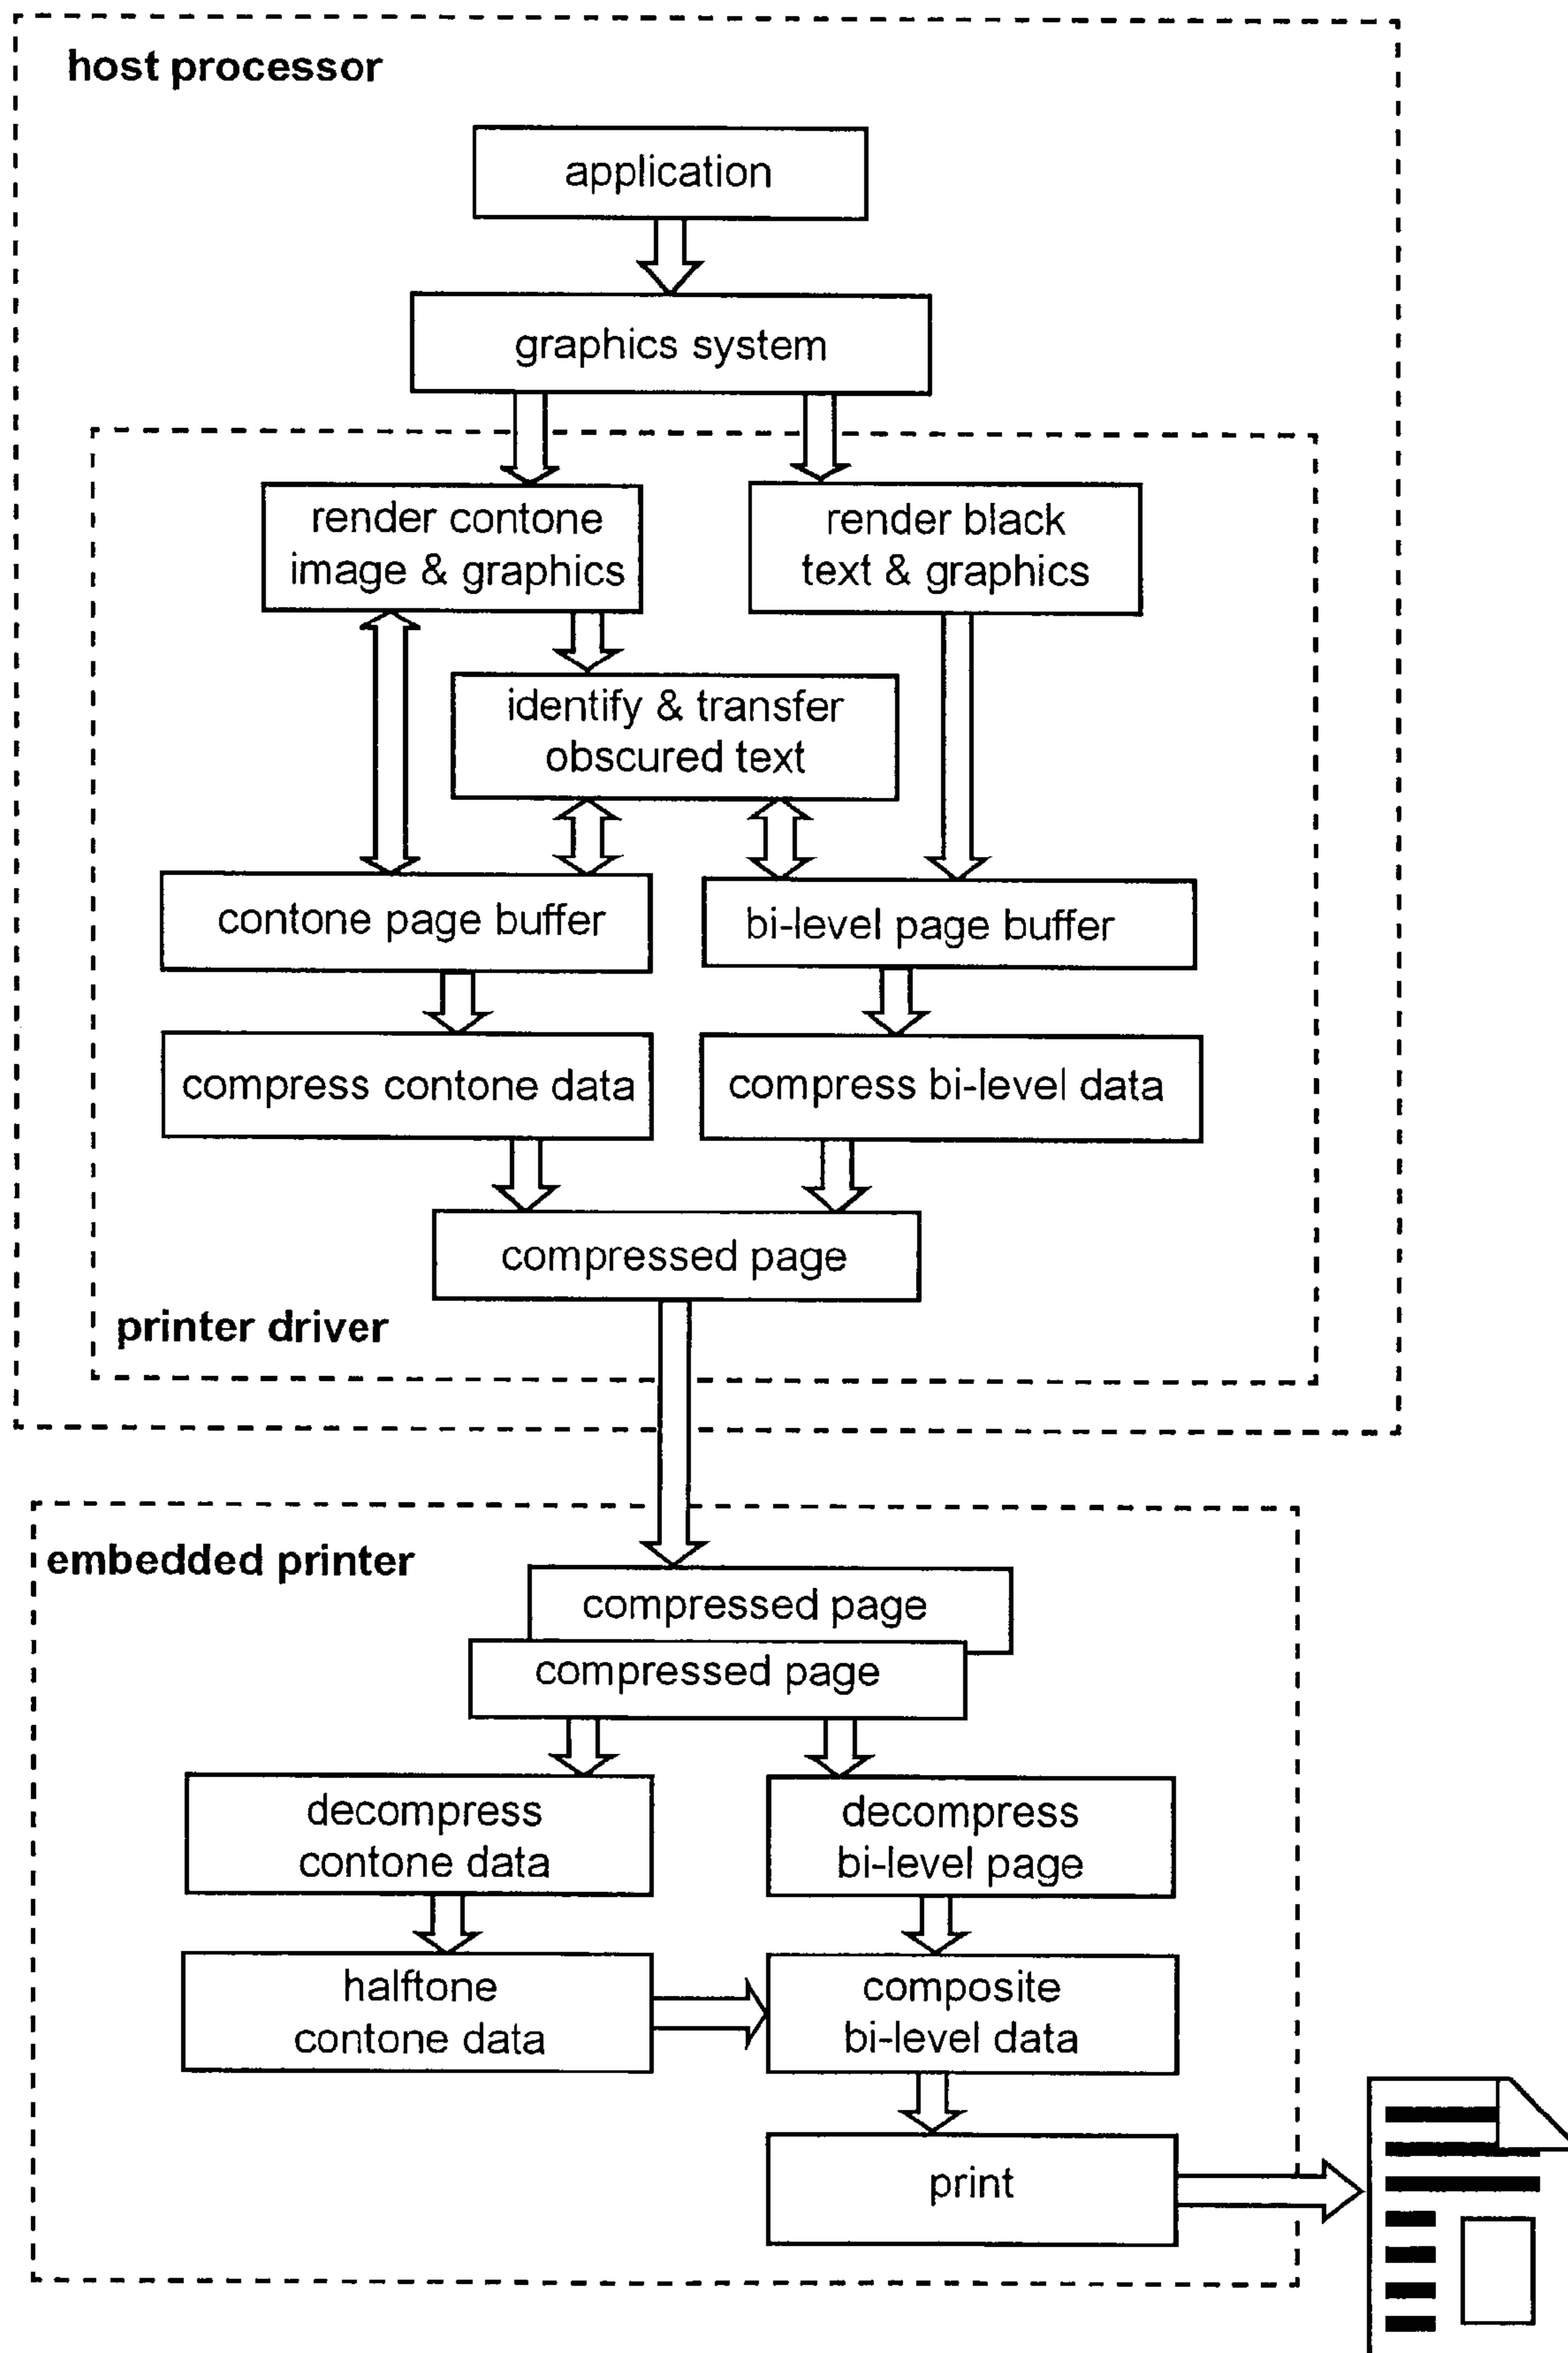 host processor
application
graphics system
render contone
image & graphics
render black
text & graphics
identify & transfer
obscured text
contone page buffer
bi-level page buffer
compress contone data
compress bi-level data
compressed page
printer driver
embedded printer
compressed page
compressed page
decompress
contone data
decompress
bi-level page
halftone
contone data
composite
bi-level data
print